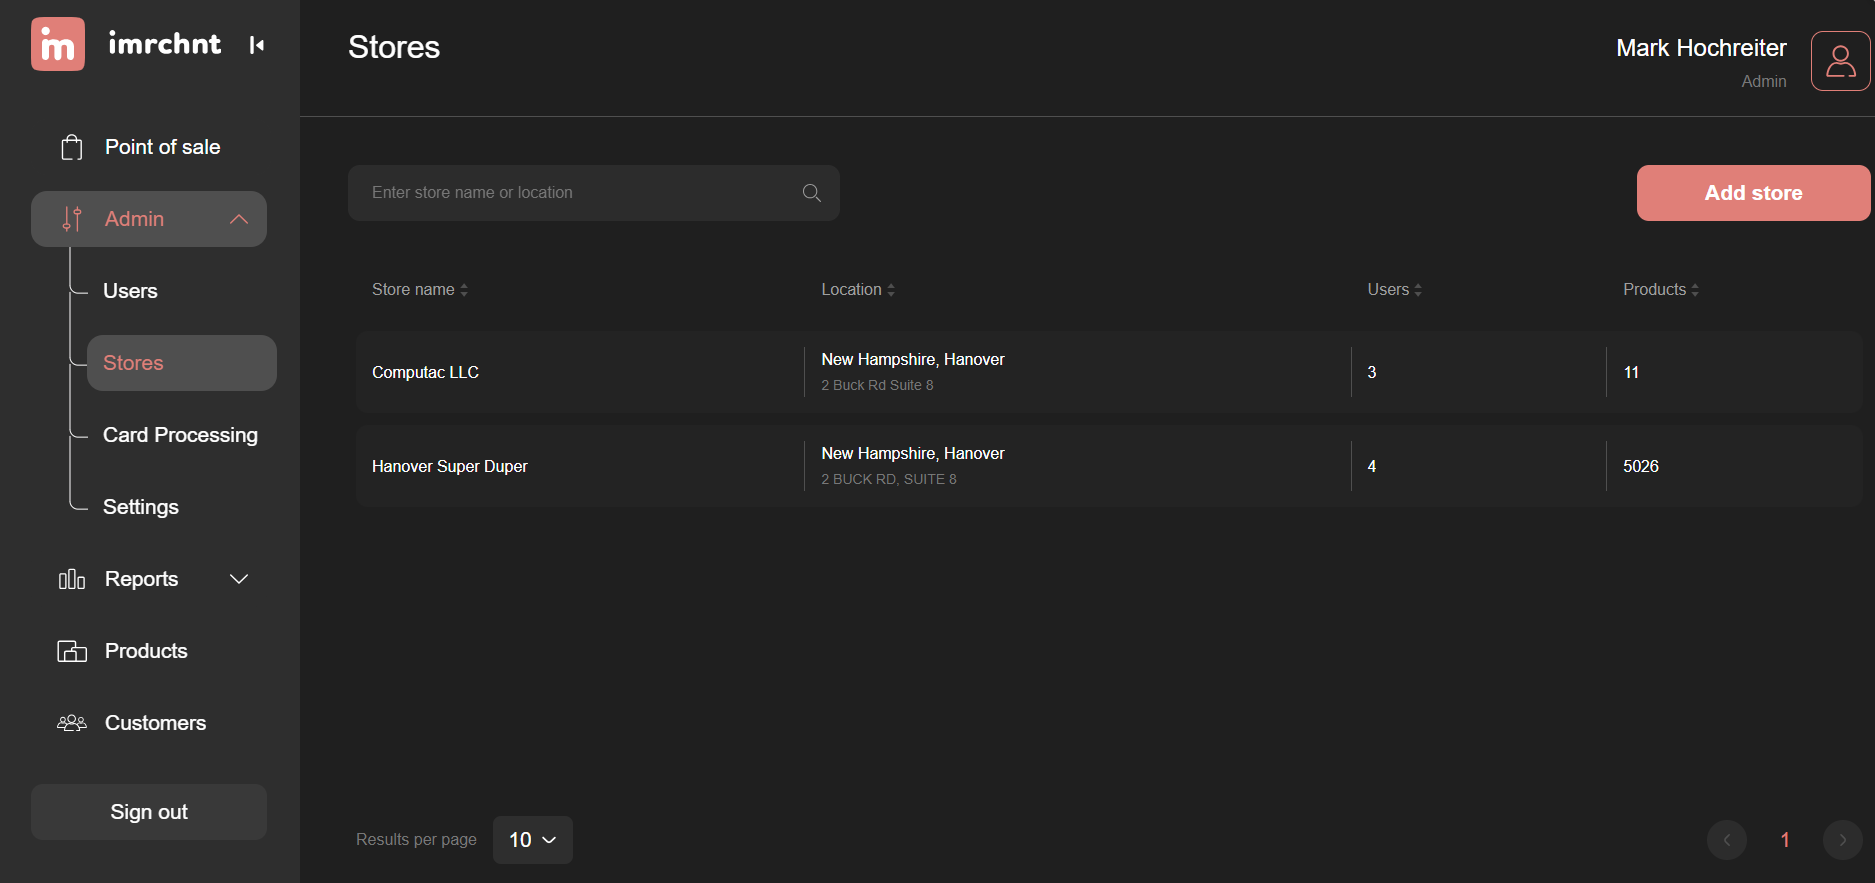 im imrchnt
Point of sale
Admin
Users
Stores
Card Processing
Settings
Reports
Products
Customers
Sign out
Stores
Mark Hochreiter
Admin
Enter store name or location
Add store
Store name Location Users Products
Computac LLC New Hampshire, Hanover 3 11
2 Buck Rd Suite 8
Hanover Super Duper New Hampshire, Hanover 4 5026
2 BUCK RD, SUITE 8
Results per page 10 1